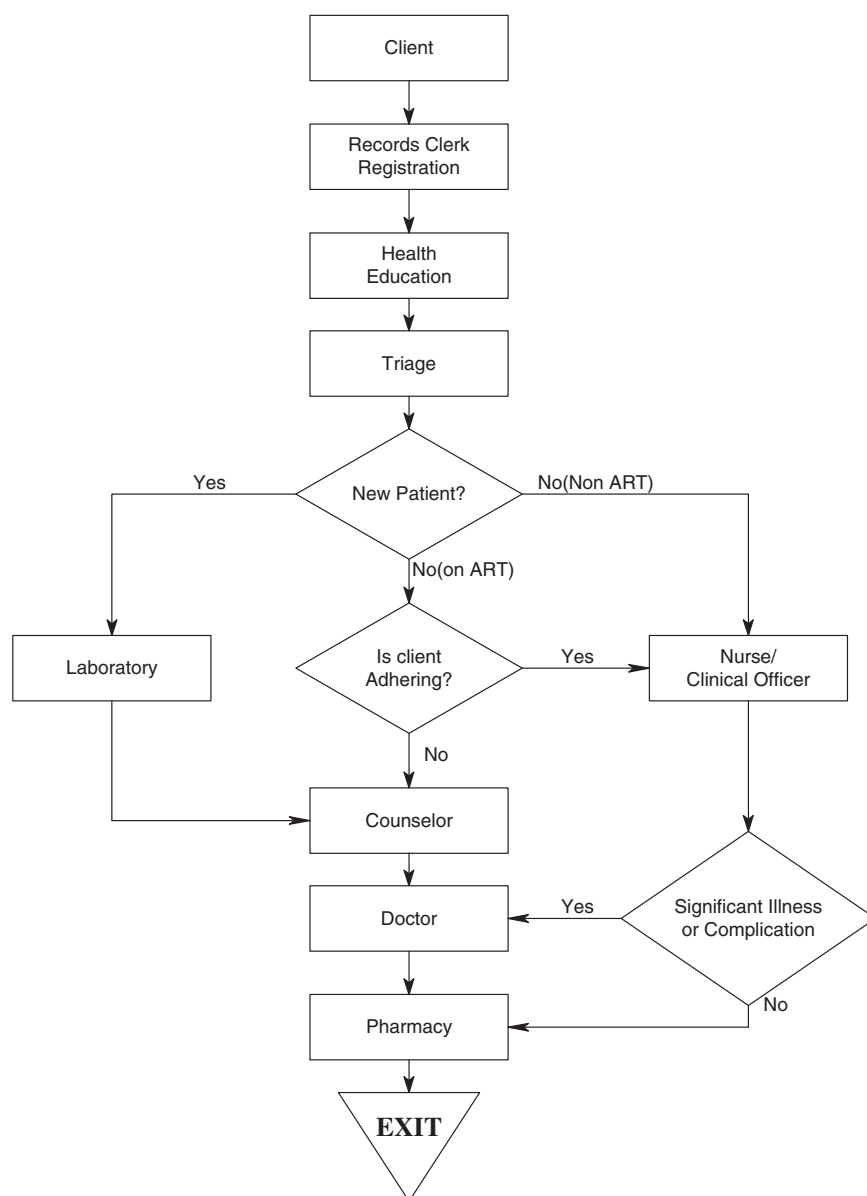 Client
Records Clerk
Registration
Health
Education
Triage
New Patient?
Yes
No(Non ART)
No(on ART)
Laboratory
Is client
Adhering?
Yes
Nurse/
Clinical Officer
No
Counselor
Doctor
Yes
Significant Illness
or Complication
No
Pharmacy
EXIT